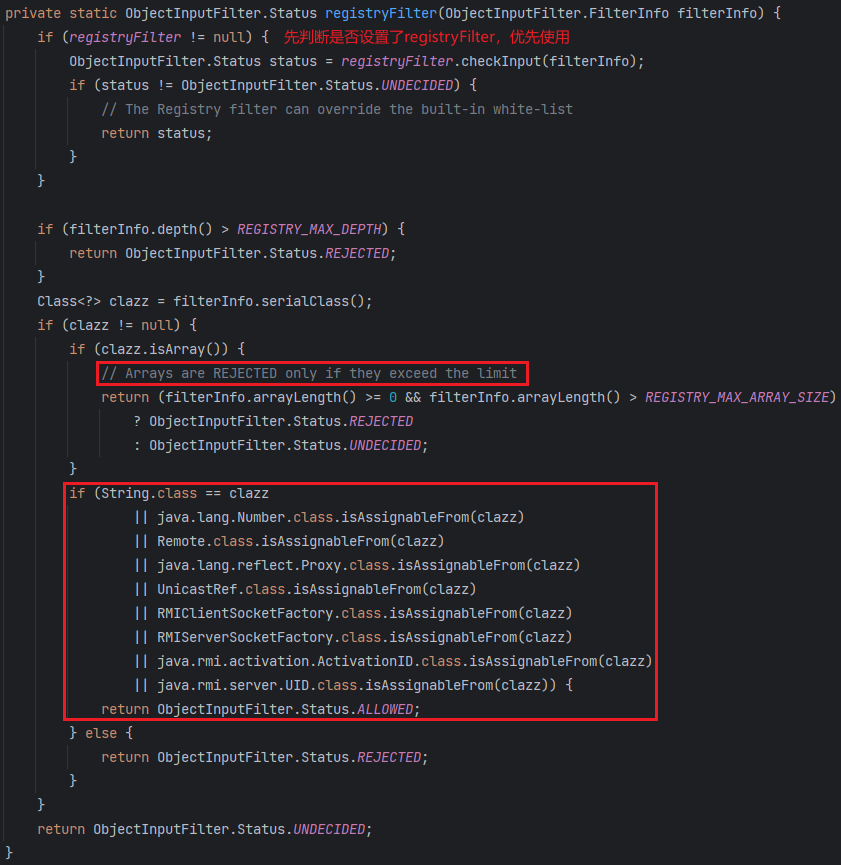 private static ObjectInputFilter.Status registryFilter(ObjectInputFilter.FilterInfo filterInfo) {
    if (registryFilter != null) {  先判断是否设置了registryFilter，优先使用
        ObjectInputFilter.Status status = registryFilter.checkInput(filterInfo);
        if (status != ObjectInputFilter.Status.UNDECIDED) {
            // The Registry filter can override the built-in white-list
            return status;
        }
    }
    if (filterInfo.depth() > REGISTRY_MAX_DEPTH) {
        return ObjectInputFilter.Status.REJECTED;
    }
    Class<?> clazz = filterInfo.serialClass();
    if (clazz != null) {
        if (clazz.isArray()) {
            // Arrays are REJECTED only if they exceed the limit
            return (filterInfo.arrayLength() >= 0 && filterInfo.arrayLength() > REGISTRY_MAX_ARRAY_SIZE)
                ? ObjectInputFilter.Status.REJECTED
                : ObjectInputFilter.Status.UNDECIDED;
        }
        if (String.class == clazz
                || java.lang.Number.class.isAssignableFrom(clazz)
                || Remote.class.isAssignableFrom(clazz)
                || java.lang.reflect.Proxy.class.isAssignableFrom(clazz)
                || UnicastRef.class.isAssignableFrom(clazz)
                || RMIClientSocketFactory.class.isAssignableFrom(clazz)
                || RMIServerSocketFactory.class.isAssignableFrom(clazz)
                || java.rmi.activation.ActivationID.class.isAssignableFrom(clazz)
                || java.rmi.server.UID.class.isAssignableFrom(clazz)) {
            return ObjectInputFilter.Status.ALLOWED;
        } else {
            return ObjectInputFilter.Status.REJECTED;
        }
    }
    return ObjectInputFilter.Status.UNDECIDED;
}